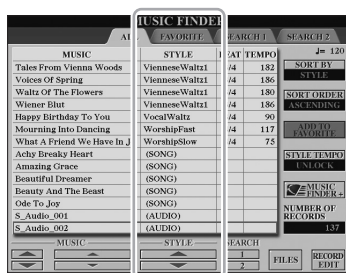 MUSIC FINDER
FAVORITE SEARCH 1 SEARCH 2
MUSIC STYLE TEMPO
♩= 120
Tales From Vienna Woods VienneseWaltz1 /4 182
Voices Of Spring VienneseWaltz1 /4 186
Waltz Of The Flowers VienneseWaltz1 /4 180
Wiener Blut VienneseWaltz1 /4 186
Happy Birthday To You VocalWaltz /4 90
Mourning Into Dancing WorshipFast /4 117
What A Friend We Have In J WorshipSlow /4 75
Achy Breaky Heart (SONG)
Amazing Grace (SONG)
Beautiful Dreamer (SONG)
Beauty And The Beast (SONG)
Ode To Joy (SONG)
S_Audio_001 (AUDIO)
S_Audio_002 (AUDIO)
SORT BY
STYLE
SORT ORDER
ASCENDING
ADD TO
FAVORITE
STYLE TEMPO
UNLOCK
MUSIC
FINDER +
NUMBER OF
RECORDS
137
MUSIC STYLE SEARCH
1
2
FILES
RECORD
EDIT